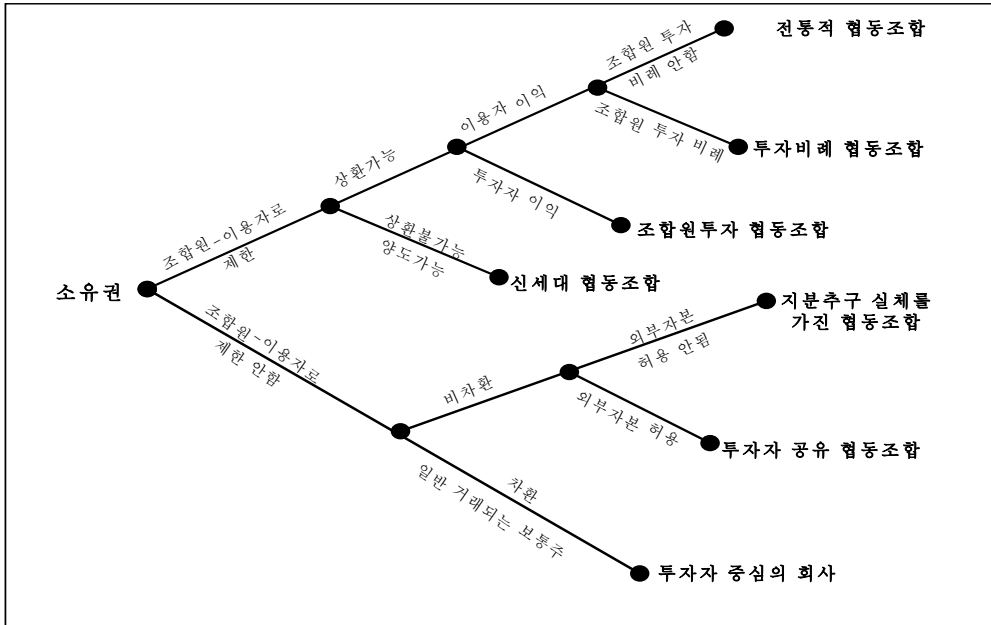 조합원 투자
비례 안함
전통적 협동조합
이용자 이익
조합원 투자 비례
투자비례 협동조합
상환가능
투자자 이익
조합원투자 협동조합
조합원-이용자로
제한
상환불가능
양도가능
신세대 협동조합
소유권
조합원-이용자로
제한 안함
외부자본
허용 안됨
지분추구 실체를
가진 협동조합
비차환
외부자본 허용
투자자 공유 협동조합
차환
일반 거래되는 보통주
투자자 중심의 회사